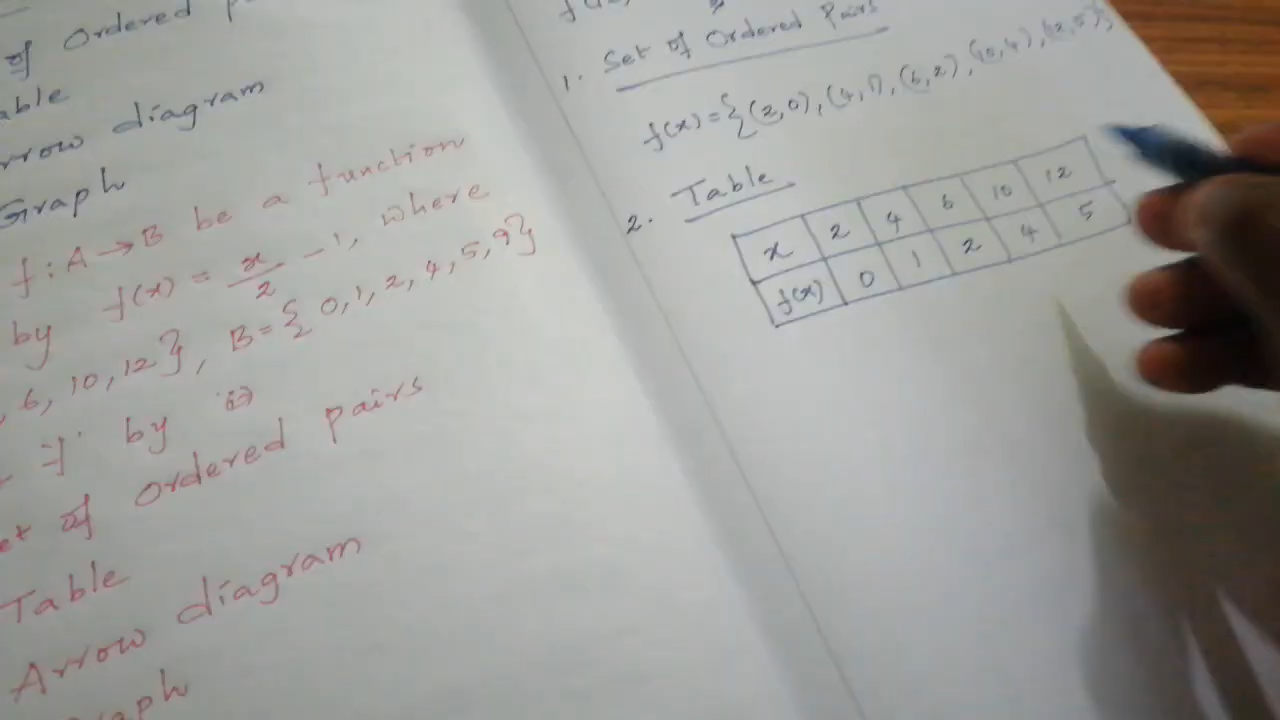 of Ordered
able
rrow diagram
Graph
f : A → B be a function
by f(x) = x/2 - 1, where
, 6, 10, 12}, B = { 0, 1, 2, 4, 5, 9}
by
et of Ordered pairs
Table
Arrow diagram
raph
1. Set of Ordered Pairs
f(x) = {(2,0), (4,1), (6,2), (10,4), (12,5)},
2. Table
x 2 4 6 10 12
f(x) 0 1 2 4 5